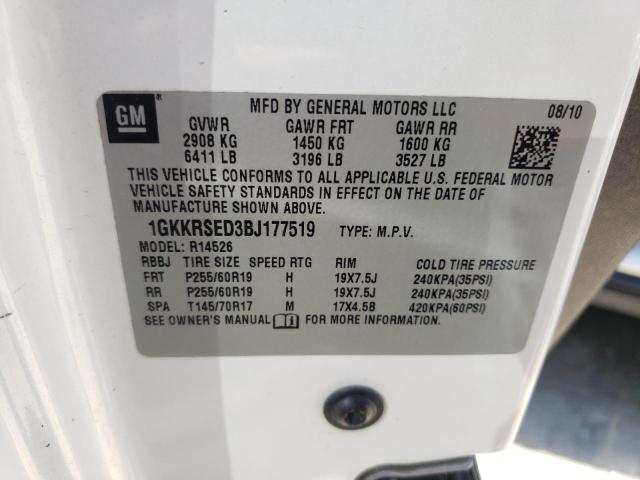 GM ®
MFD BY GENERAL MOTORS LLC 08/10
GVWR GAWR FRT GAWR RR
2908 KG 1450 KG 1600 KG
6411 LB 3196 LB 3527 LB
THIS VEHICLE CONFORMS TO ALL APPLICABLE U.S. FEDERAL MOTOR
VEHICLE SAFETY STANDARDS IN EFFECT ON THE DATE OF
MANUFACTURE SHOWN ABOVE.
1GKKRSED3BJ177519 TYPE: M.P.V.
MODEL: R14526
RBBJ TIRE SIZE SPEED RTG RIM COLD TIRE PRESSURE
FRT P255/60R19 H 19X7.5J 240KPA(35PSI)
RR P255/60R19 H 19X7.5J 240KPA(35PSI)
SPA T145/70R17 M 17X4.5B 420KPA(60PSI)
SEE OWNER'S MANUAL FOR MORE INFORMATION.